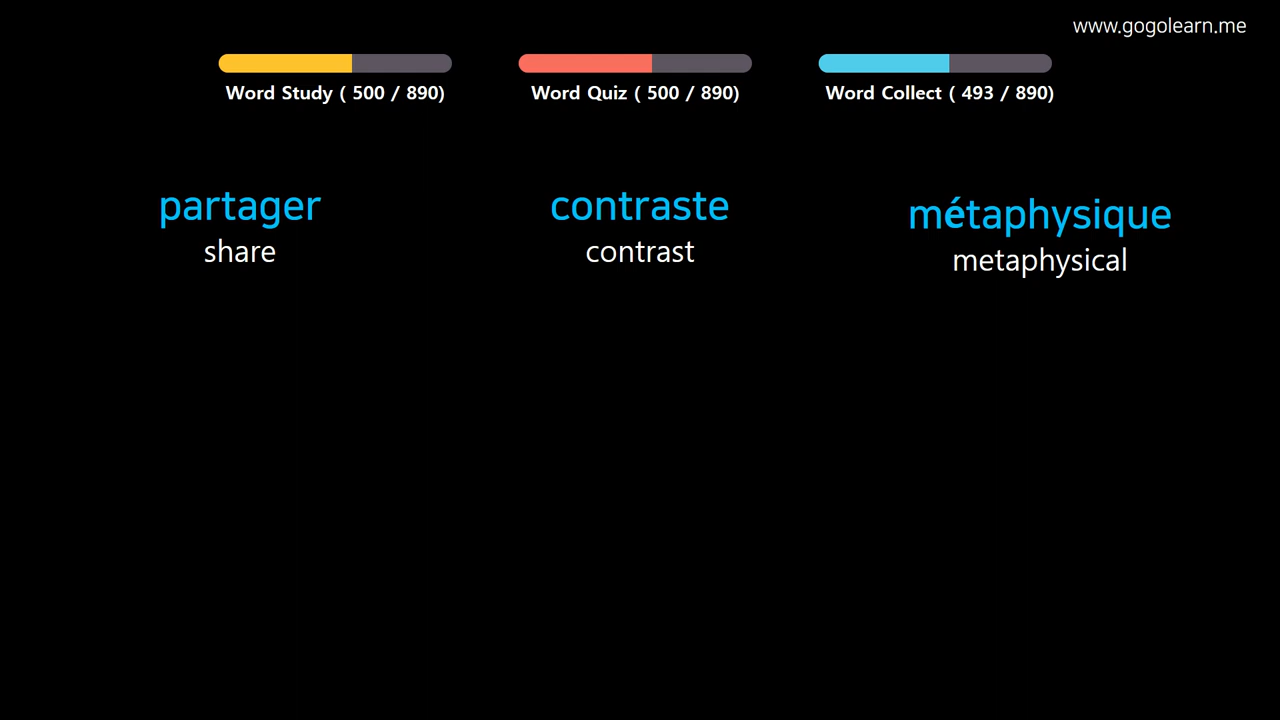 www.gogolearn.me
Word Study ( 500 / 890)
Word Quiz ( 500 / 890)
Word Collect ( 493 / 890)
partager
share
contraste
contrast
métaphysique
metaphysical